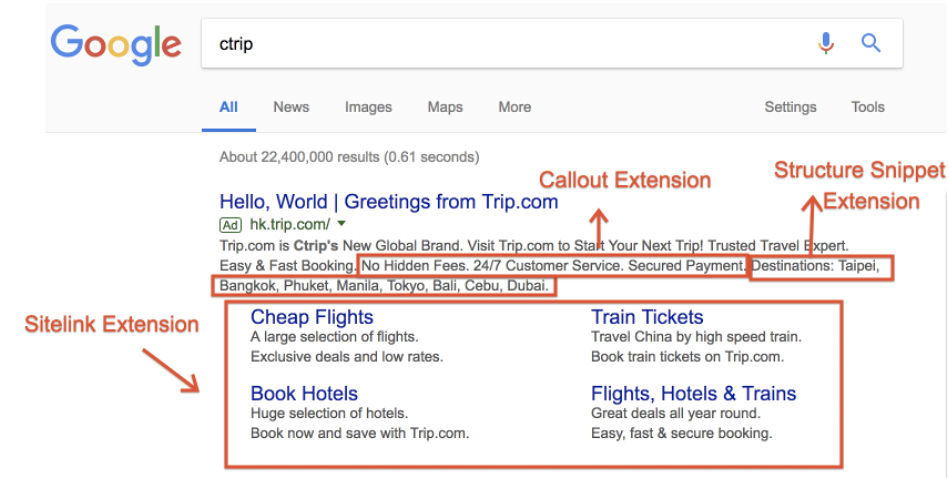 Google
ctrip
All News Images Maps More Settings Tools
About 22,400,000 results (0.61 seconds)
Structure Snippet
Extension
Callout Extension
Hello, World | Greetings from Trip.com
Ad hk.trip.com/
Trip.com is Ctrip's New Global Brand. Visit Trip.com to Start Your Next Trip! Trusted Travel Expert.
Easy & Fast Booking. No Hidden Fees. 24/7 Customer Service. Secured Payment. Destinations: Taipei,
Bangkok, Phuket, Manila, Tokyo, Bali, Cebu, Dubai.
Sitelink Extension
Cheap Flights
A large selection of flights.
Exclusive deals and low rates.
Train Tickets
Travel China by high speed train.
Book train tickets on Trip.com.
Book Hotels
Huge selection of hotels.
Book now and save with Trip.com.
Flights, Hotels & Trains
Great deals all year round.
Easy, fast & secure booking.